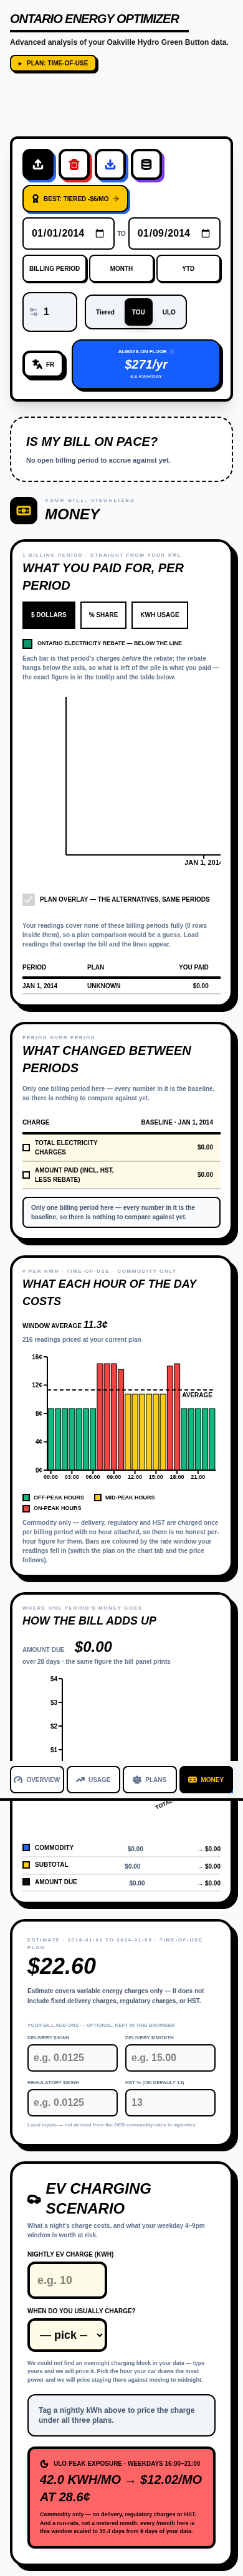 ONTARIO ENERGY OPTIMIZER
Advanced analysis of your Oakville Hydro Green Button data.
PLAN: TIME-OF-USE
BEST: TIERED -$6/MO →
01/01/2014
TO
01/09/2014
BILLING PERIOD
MONTH
YTD
1
Tiered
TOU
ULO
FR
ALWAYS-ON FLOOR
$271/yr
6.6 KWH/DAY
IS MY BILL ON PACE?
No open billing period to accrue against yet.
YOUR BILL, VISUALIZED
MONEY
1 BILLING PERIOD · STRAIGHT FROM YOUR XML
WHAT YOU PAID FOR, PER
PERIOD
$ DOLLARS
% SHARE
KWH USAGE
ONTARIO ELECTRICITY REBATE — BELOW THE LINE
Each bar is that period's charges before the rebate; the rebate
hangs below the axis, so what is left of the pile is what you paid —
the exact figure is in the tooltip and the table below.
JAN 1, 2014
PLAN OVERLAY — THE ALTERNATIVES, SAME PERIODS
Your readings cover none of these billing periods fully (0 rows
inside them), so a plan comparison would be a guess. Load
readings that overlap the bill and the lines appear.
PERIOD
PLAN
YOU PAID
JAN 1, 2014
UNKNOWN
$0.00
PERIOD OVER PERIOD
WHAT CHANGED BETWEEN
PERIODS
Only one billing period here — every number in it is the baseline,
so there is nothing to compare against yet.
CHARGE
BASELINE · JAN 1, 2014
TOTAL ELECTRICITY
CHARGES
$0.00
AMOUNT PAID (INCL. HST,
LESS REBATE)
$0.00
Only one billing period here — every number in it is the
baseline, so there is nothing to compare against yet.
¢ PER KWH · TIME-OF-USE · COMMODITY ONLY
WHAT EACH HOUR OF THE DAY
COSTS
WINDOW AVERAGE 11.3¢
216 readings priced at your current plan
16¢
12¢
8¢
4¢
0¢
AVERAGE
00:00
03:00
06:00
09:00
12:00
15:00
18:00
21:00
OFF-PEAK HOURS
MID-PEAK HOURS
ON-PEAK HOURS
Commodity only — delivery, regulatory and HST are charged once
per billing period with no hour attached, so there is no honest per-
hour figure for them. Bars are coloured by the rate window your
readings fell in (switch the plan on the chart tab and the price
follows).
WHERE ONE PERIOD'S MONEY GOES
HOW THE BILL ADDS UP
AMOUNT DUE $0.00
over 28 days · the same figure the bill panel prints
$4
$3
$2
$1
OVERVIEW
USAGE
PLANS
MONEY
COMMODITY
$0.00
→ $0.00
SUBTOTAL
$0.00
→ $0.00
AMOUNT DUE
$0.00
→ $0.00
ESTIMATE · 2014-01-01 TO 2014-01-09 · TIME-OF-USE
PLAN
$22.60
Estimate covers variable energy charges only — it does not
include fixed delivery charges, regulatory charges, or HST.
YOUR BILL ADD-ONS — OPTIONAL, KEPT IN THIS BROWSER
DELIVERY $/KWH
DELIVERY $/MONTH
e.g. 0.0125
e.g. 15.00
REGULATORY $/KWH
HST % (ON DEFAULT 13)
e.g. 0.0125
13
Local inputs — not derived from the OEB commodity rates in /api/rates.
EV CHARGING
SCENARIO
What a night's charge costs, and what your weekday 4–9pm
window is worth at risk.
NIGHTLY EV CHARGE (KWH)
e.g. 10
WHEN DO YOU USUALLY CHARGE?
— pick —
We could not find an overnight charging block in your data — type
yours and we will price it. Pick the hour your car draws the most
power and we will price staying there against moving to midnight.
Tag a nightly kWh above to price the charge
under all three plans.
ULO PEAK EXPOSURE · WEEKDAYS 16:00–21:00
42.0 KWH/MO → $12.02/MO
AT 28.6¢
Commodity only — no delivery, regulatory charges or HST.
And a run-rate, not a metered month: every /month here is
this window scaled to 30.4 days from 9 days of your data.